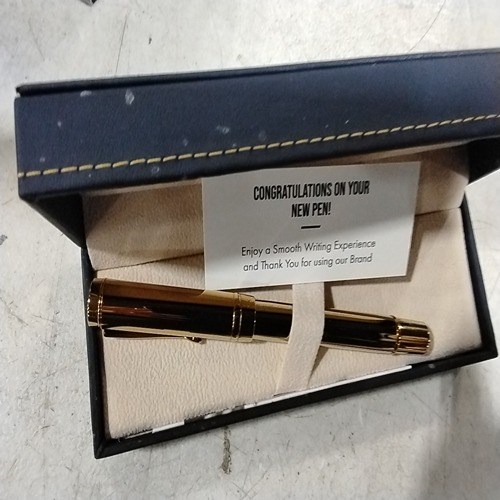 CONGRATULATIONS ON YOUR
NEW PEN!
Enjoy a Smooth Writing Experience
and Thank You for using our Brand